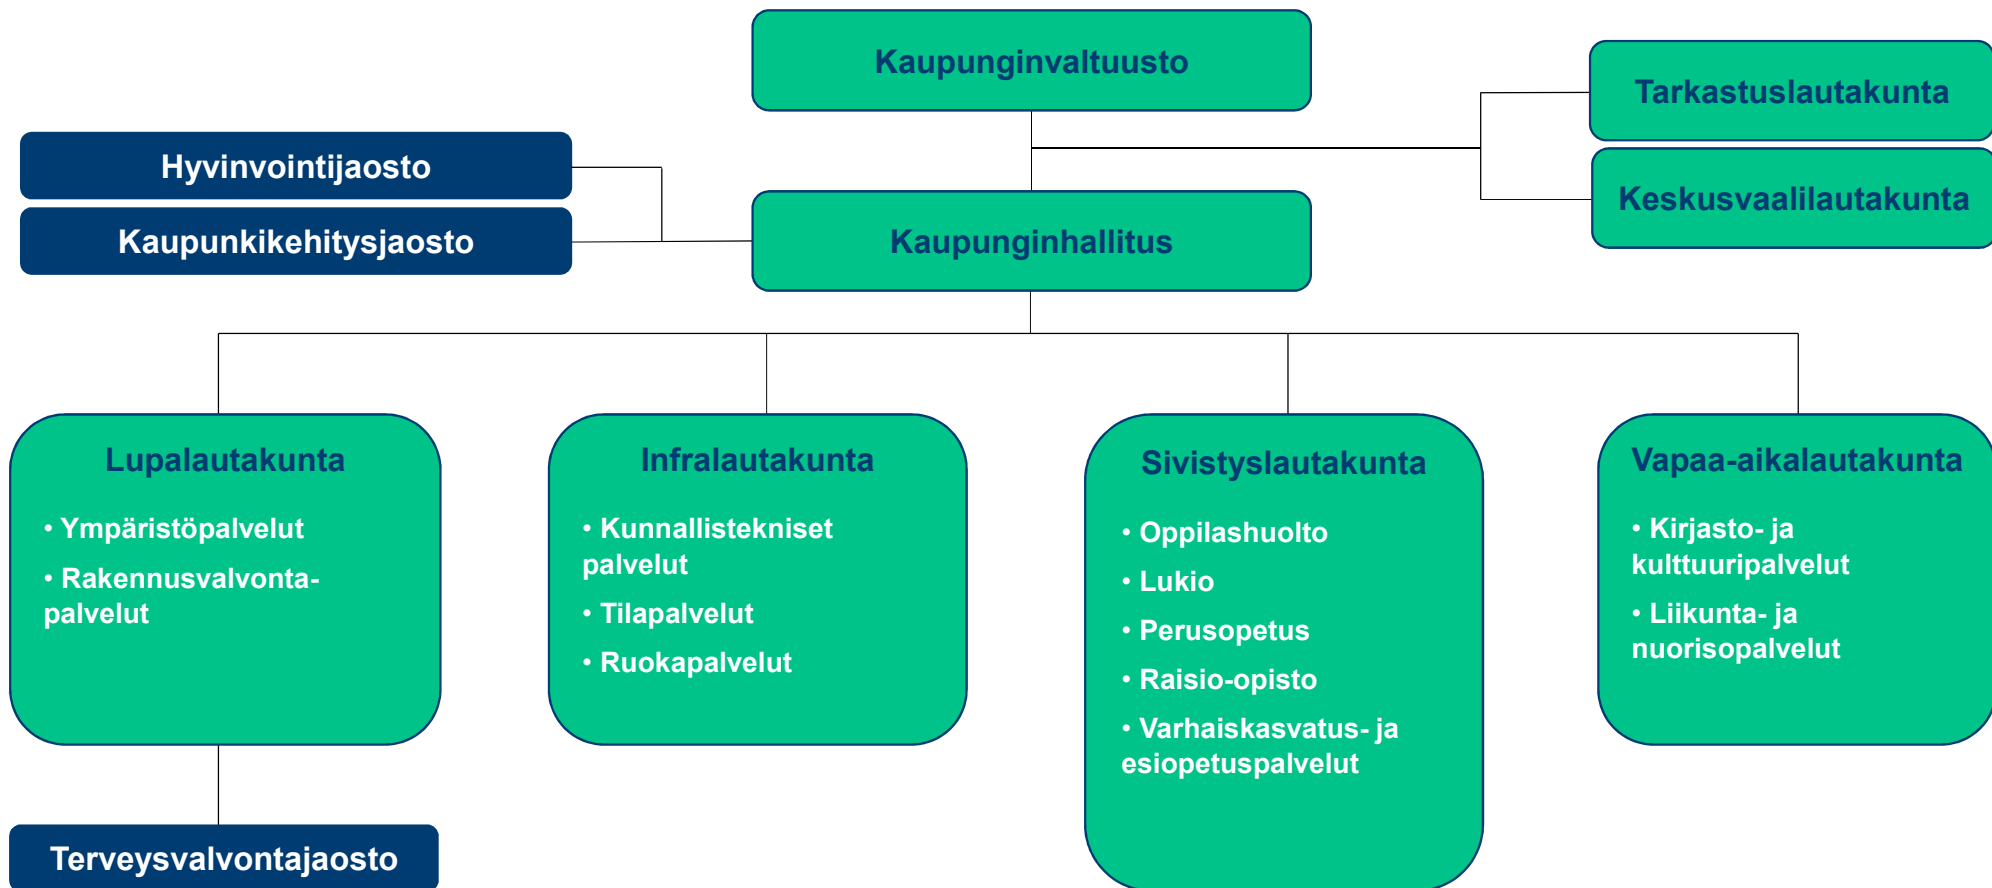 Kaupunginvaltuusto
Tarkastuslautakunta
Hyvinvointijaosto
Keskusvaalilautakunta
Kaupunkikehitysjaosto
Kaupunginhallitus
Lupalautakunta
• Ympäristöpalvelut
• Rakennusvalvonta-
palvelut
Infralautakunta
• Kunnallistekniset
palvelut
• Tilapalvelut
• Ruokapalvelut
Sivistyslautakunta
• Oppilashuolto
• Lukio
• Perusopetus
• Raisio-opisto
• Varhaiskasvatus- ja
esiopetuspalvelut
Vapaa-aikalautakunta
• Kirjasto- ja
kulttuuripalvelut
• Liikunta- ja
nuorisopalvelut
Terveysvalvontajaosto